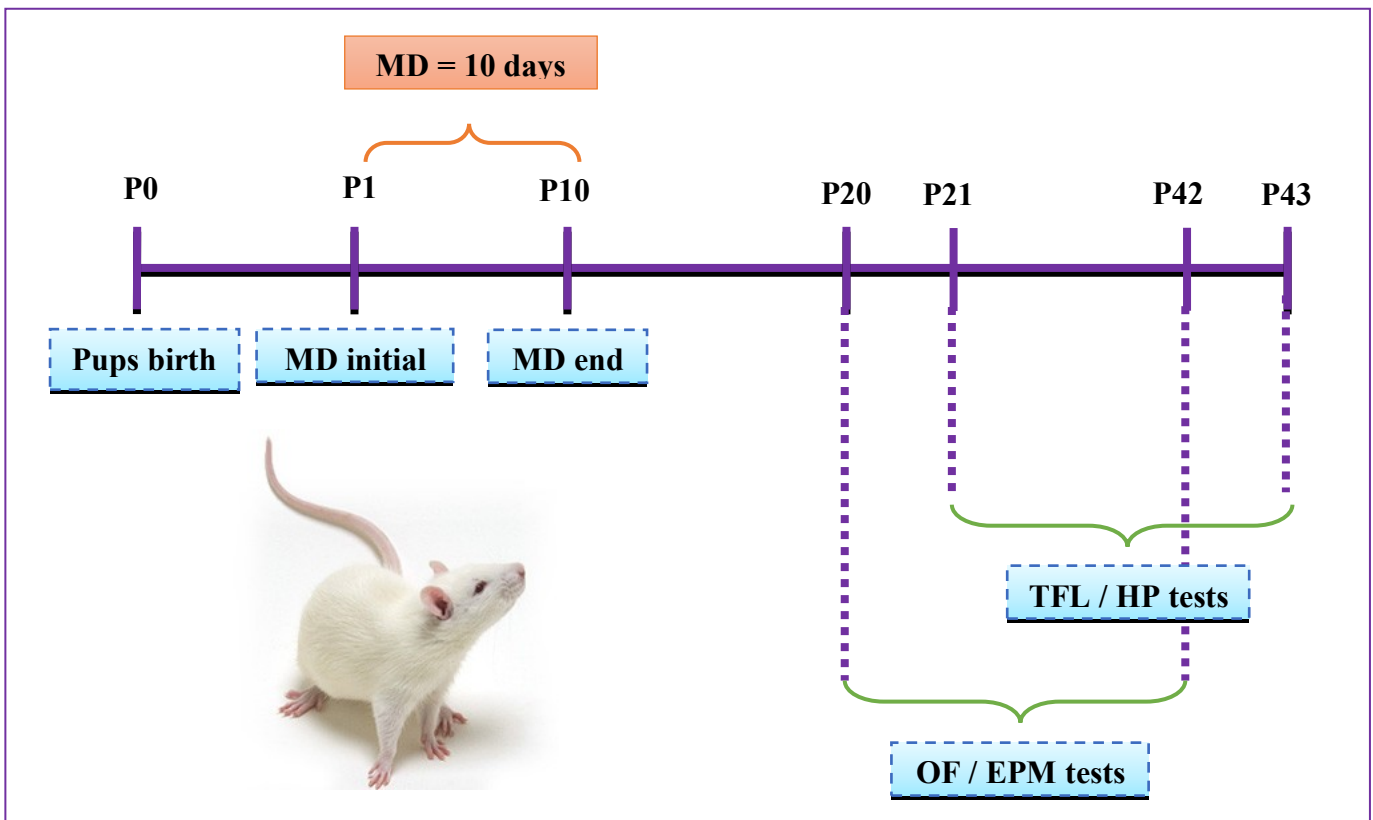 MD = 10 days
P0 P1 P10 P20 P21 P42 P43
Pups birth MD initial MD end
TFL / HP tests
OF / EPM tests